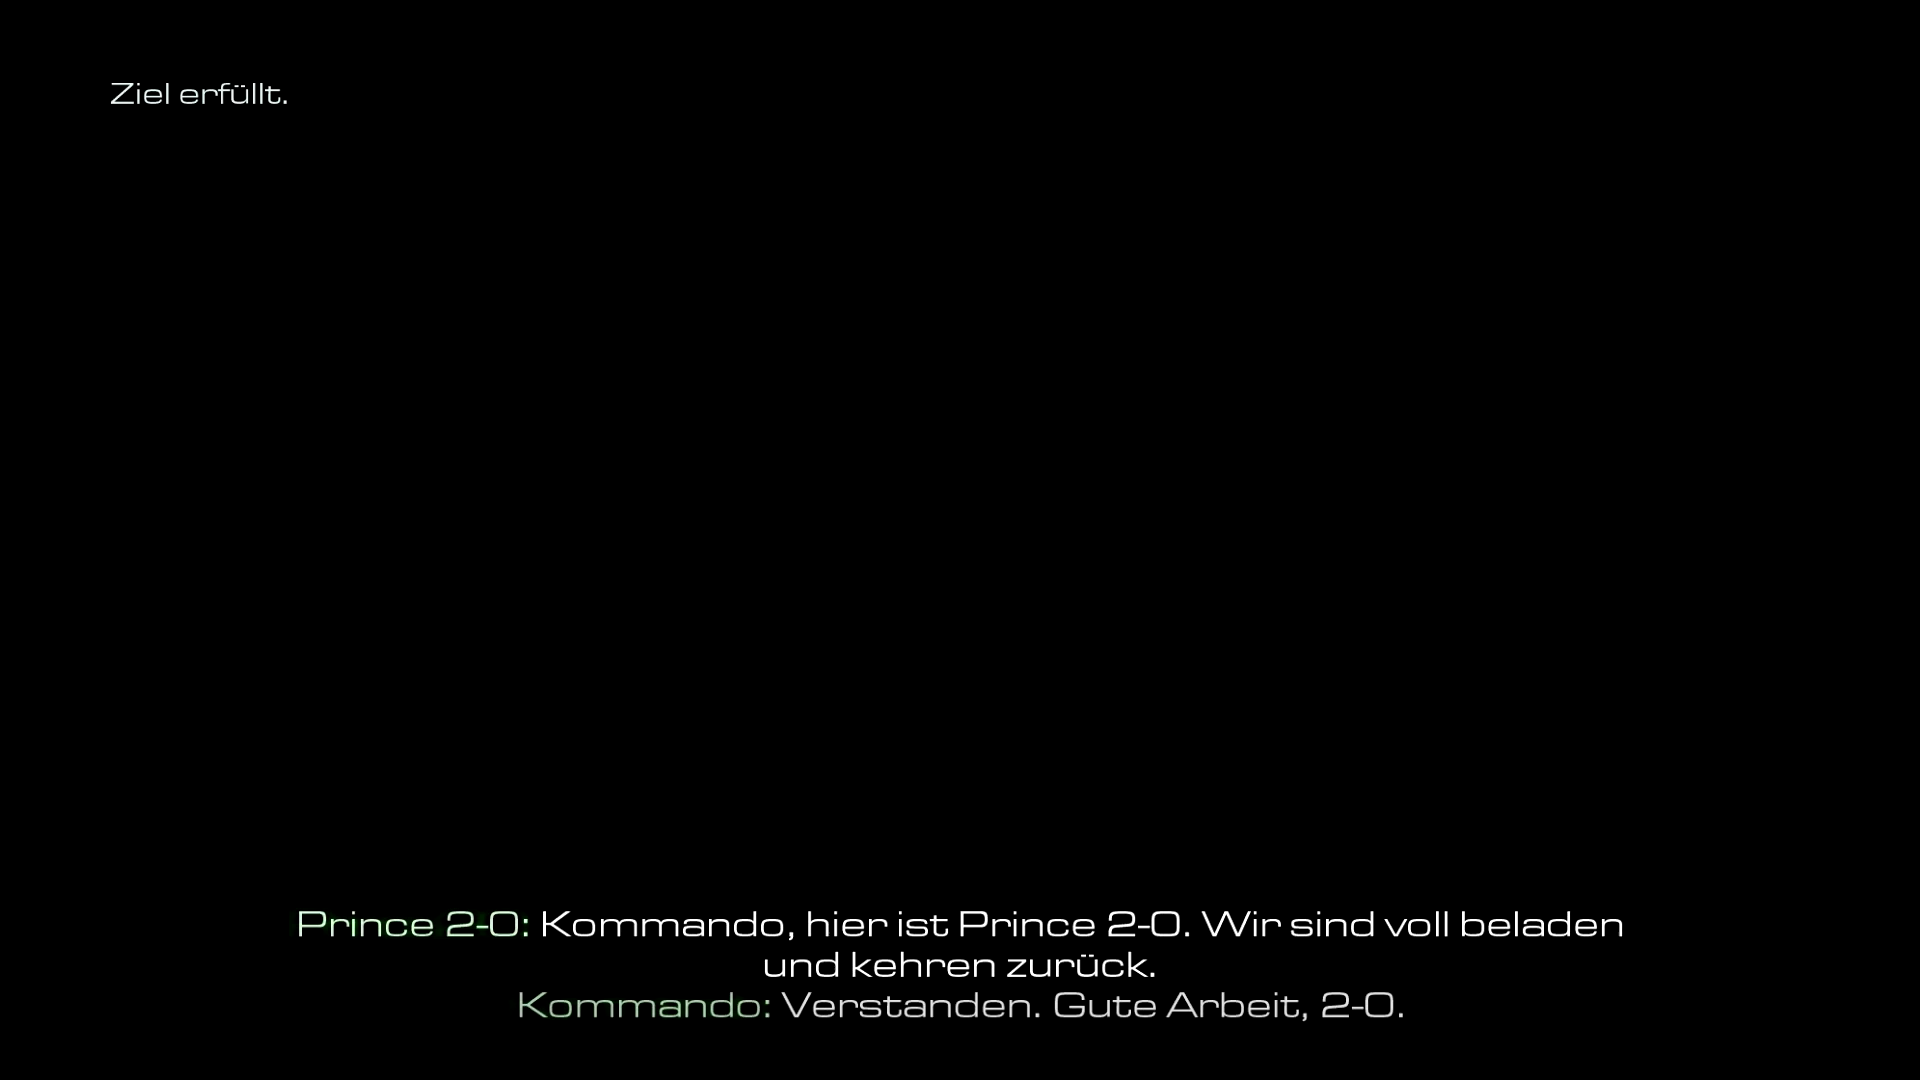 Ziel erfüllt.
Prince 2-0: Kommando, hier ist Prince 2-0. Wir sind voll beladen
und kehren zurück.
Kommando: Verstanden. Gute Arbeit, 2-0.